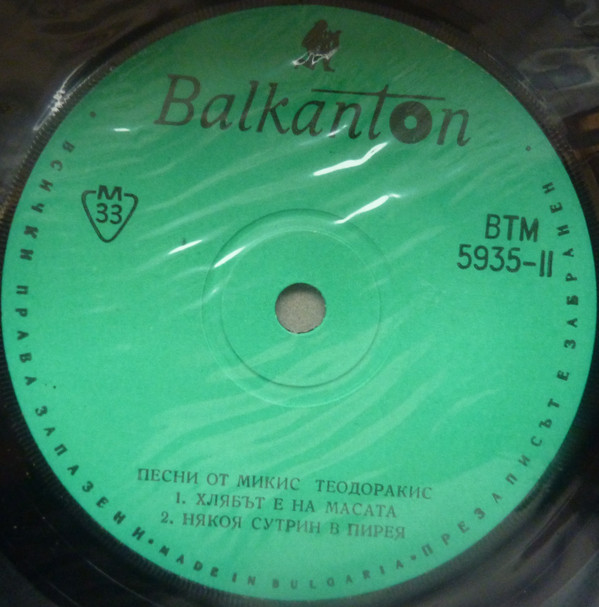 Balkanton
М
33
ВТМ
5935-II
ПЕСНИ ОТ МИКИС ТЕОДОРАКИС
1. ХЛЯБЪТ Е НА МАСАТА
2. НЯКОЯ СУТРИН В ПИРЕЯ
• ВСИЧКИ ПРАВА ЗАПАЗЕНИ • MADE IN BULGARIA • ПРЕЗАПИСЪТ Е ЗАБРАНЕН •